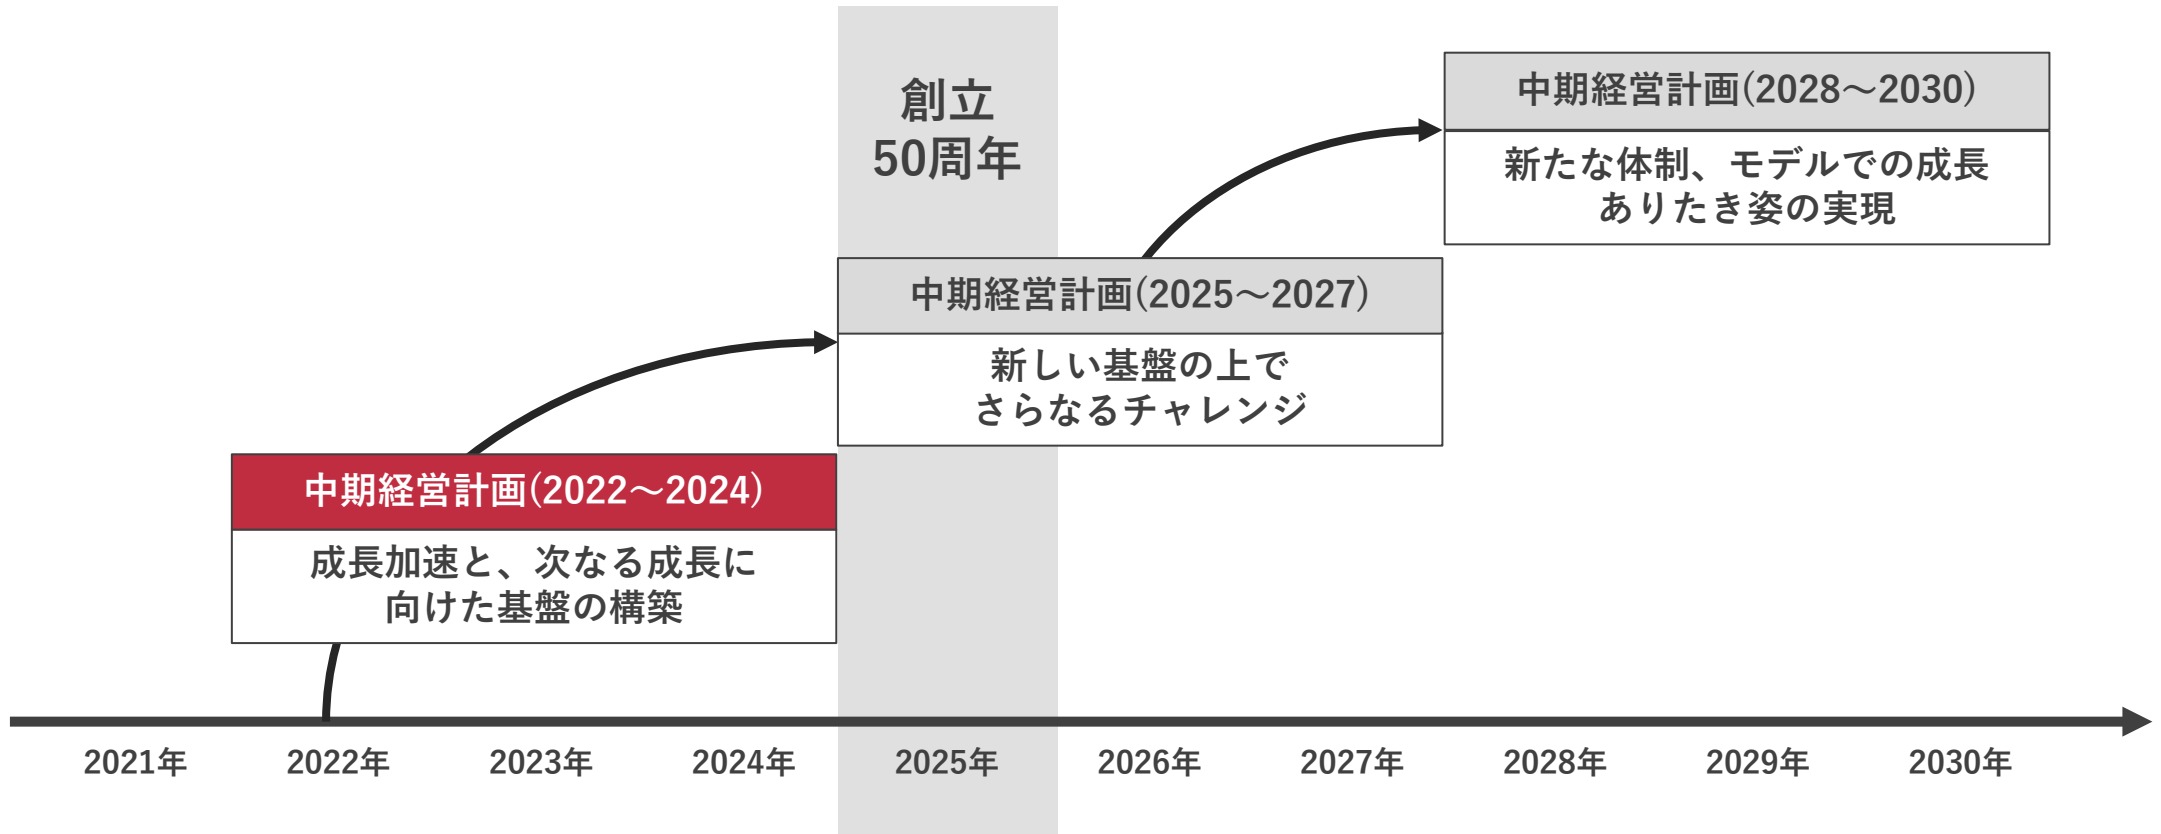 創立
50周年
中期経営計画(2028～2030)
新たな体制、モデルでの成長
ありたき姿の実現
中期経営計画(2025～2027)
新しい基盤の上で
さらなるチャレンジ
中期経営計画(2022～2024)
成長加速と、次なる成長に
向けた基盤の構築
2021年
2022年
2023年
2024年
2025年
2026年
2027年
2028年
2029年
2030年